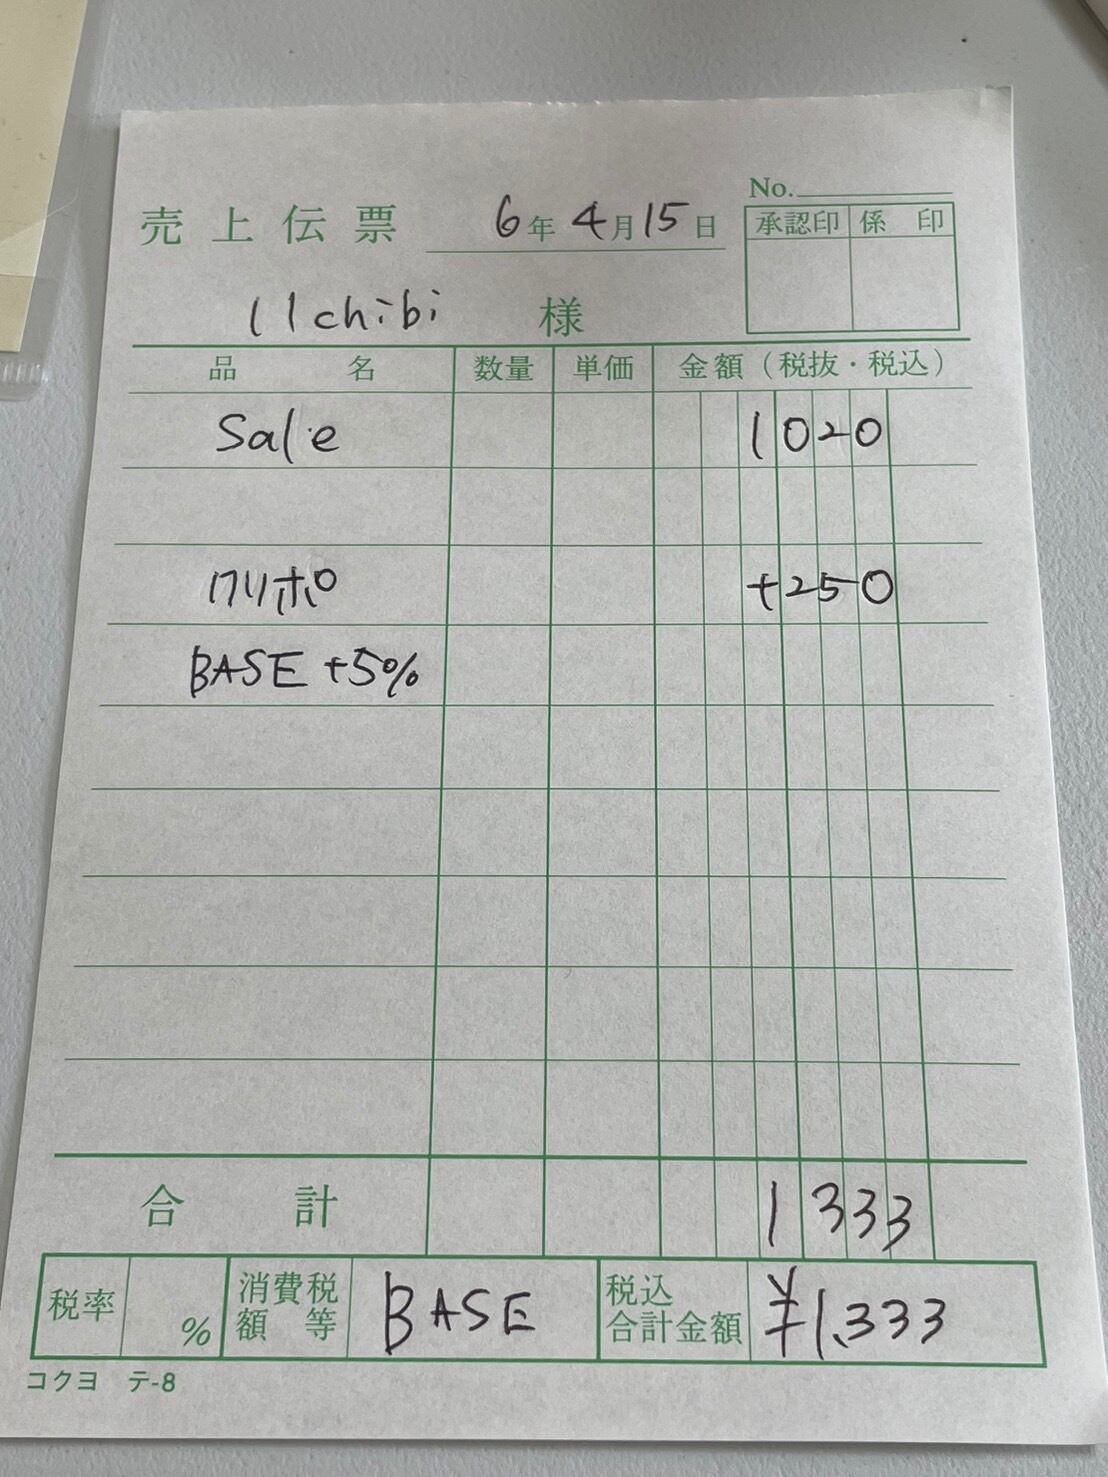 No.
売上伝票 6年4月15日
承認印 係印
11chibi 様
品名 数量 単価 金額（税抜・税込）
Sale 1020
クリポ +250
BASE +5%
合計 1333
税率 % 消費税額等 BASE 税込合計金額 ¥1,333
コクヨ テ-8